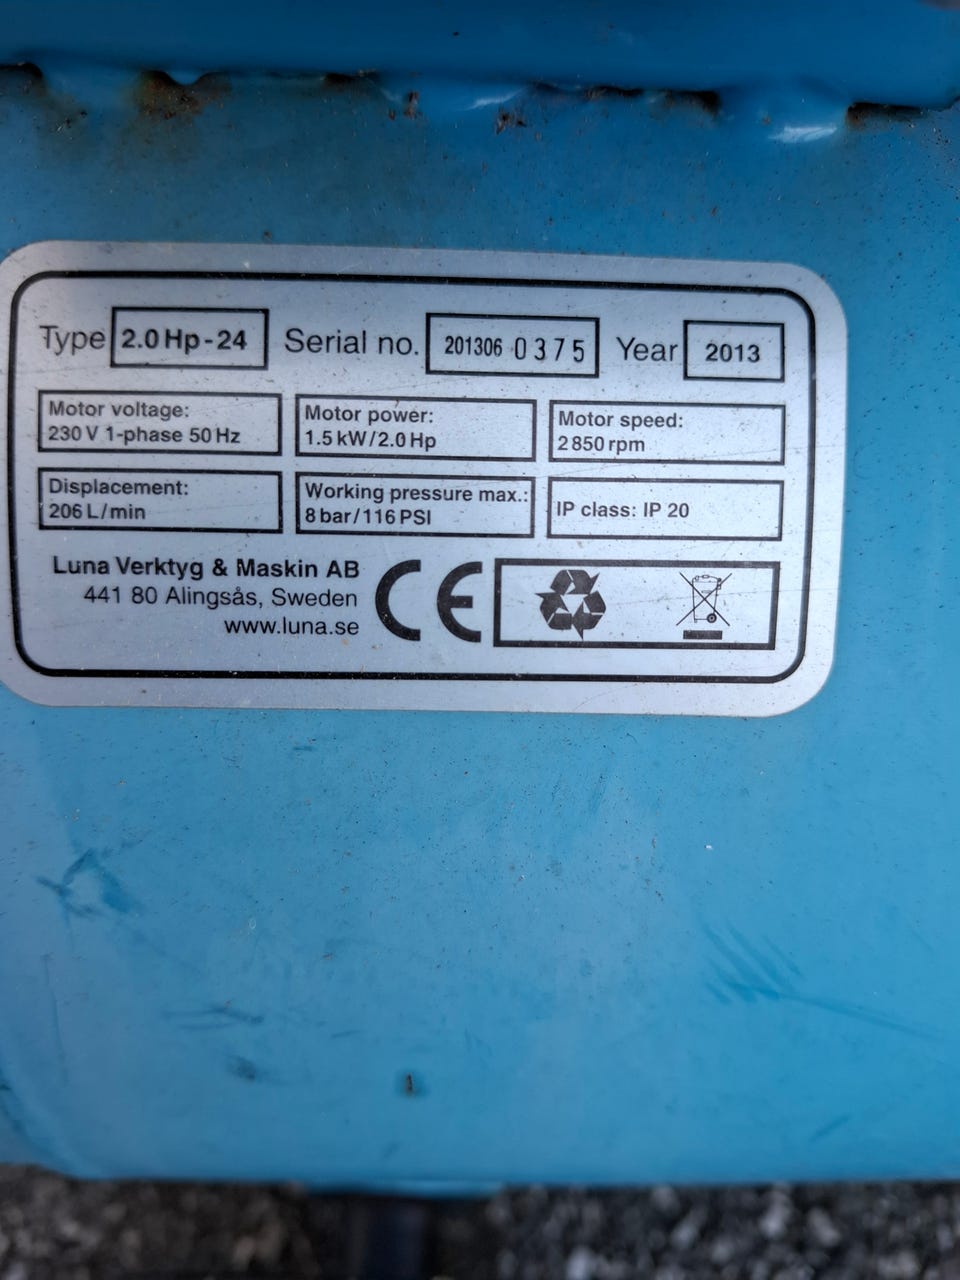 Type 2.0 Hp-24 Serial no. 201306 0375 Year 2013
Motor voltage: Motor power: Motor speed:
230 V 1-phase 50 Hz 1.5 kW/2.0 Hp 2850 rpm
Displacement: Working pressure max.: IP class: IP 20
206 L/min 8 bar/116 PSI
Luna Verktyg & Maskin AB
441 80 Alingsås, Sweden
www.luna.se
CE